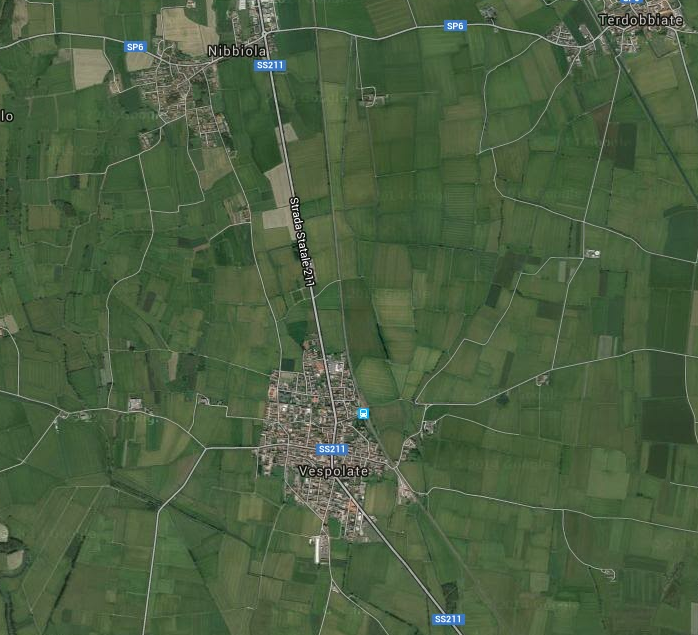 Terdobbiate
SP6
SP6
Nibbiola
SS211
lo
Strada Statale 211
SS211
Vespolate
SS211